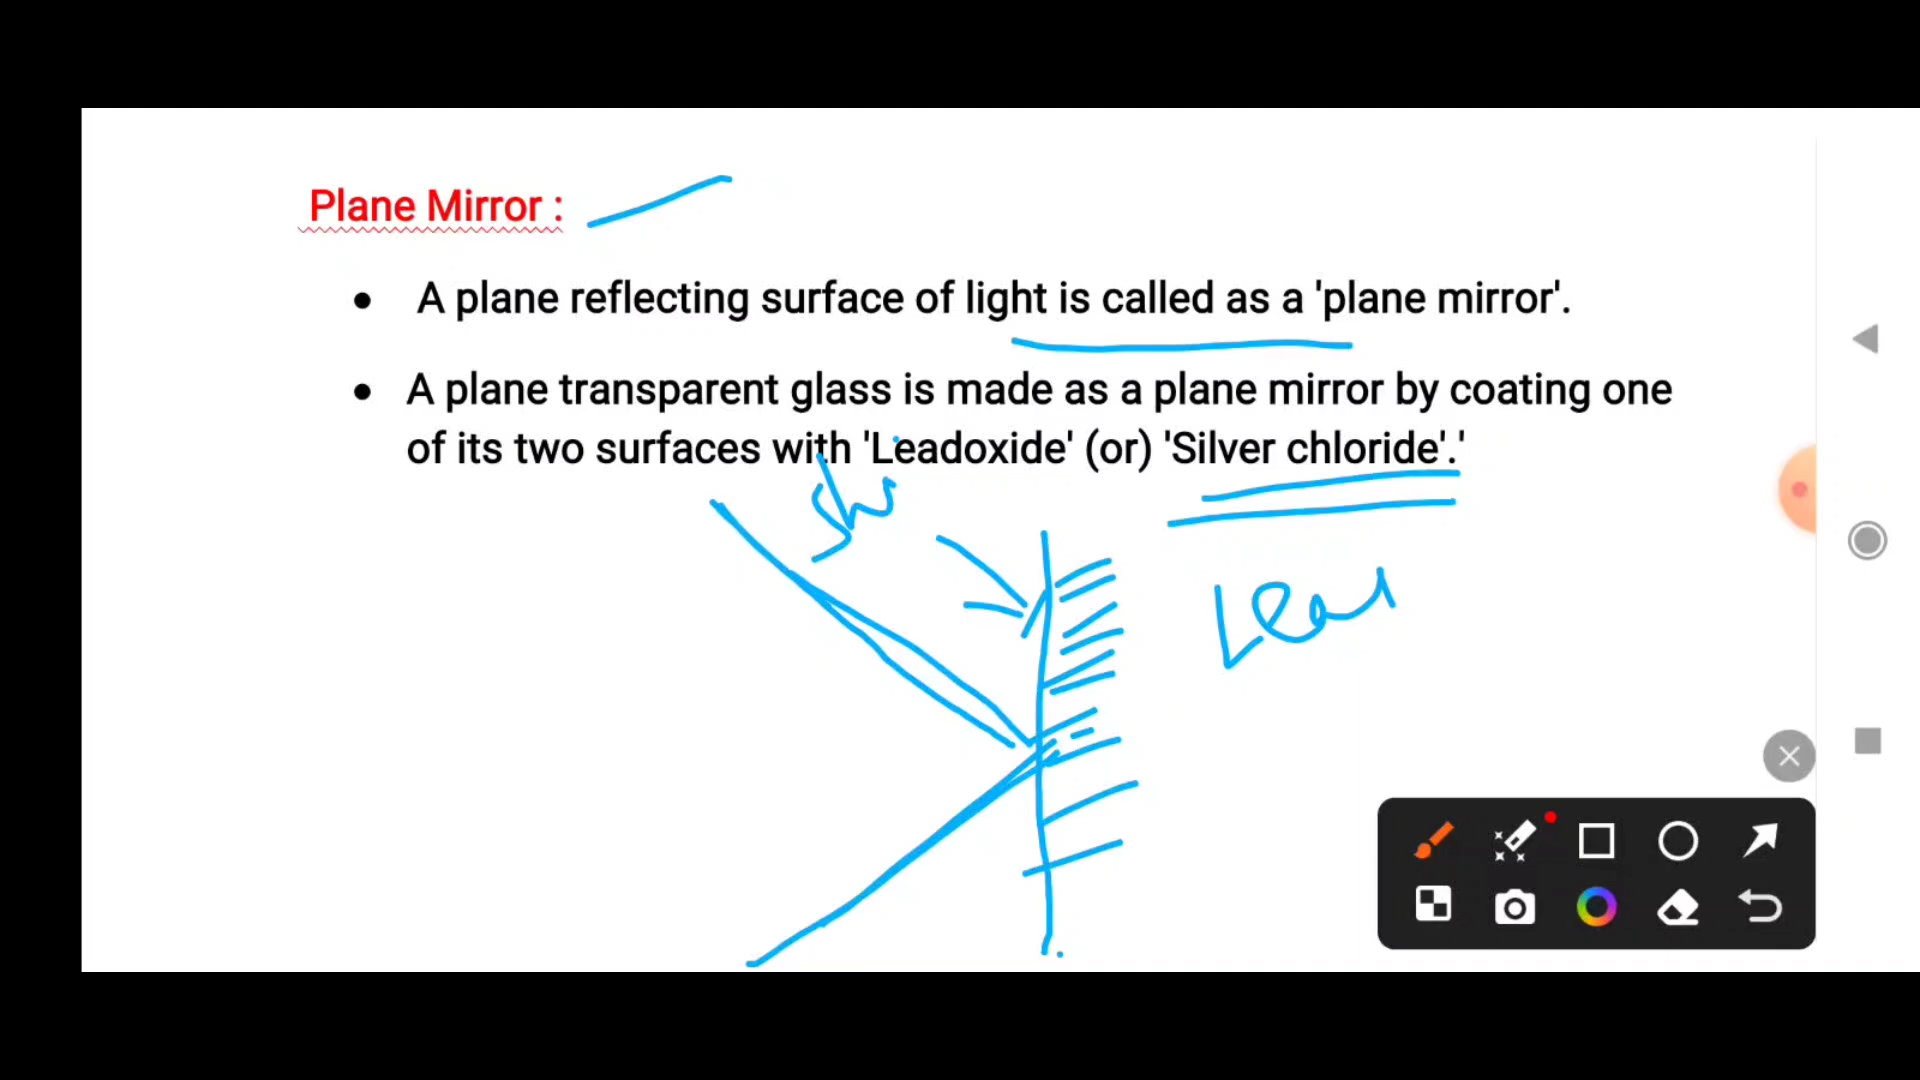 Plane Mirror :
• A plane reflecting surface of light is called as a 'plane mirror'.
• A plane transparent glass is made as a plane mirror by coating one
of its two surfaces with 'Leadoxide' (or) 'Silver chloride'.'